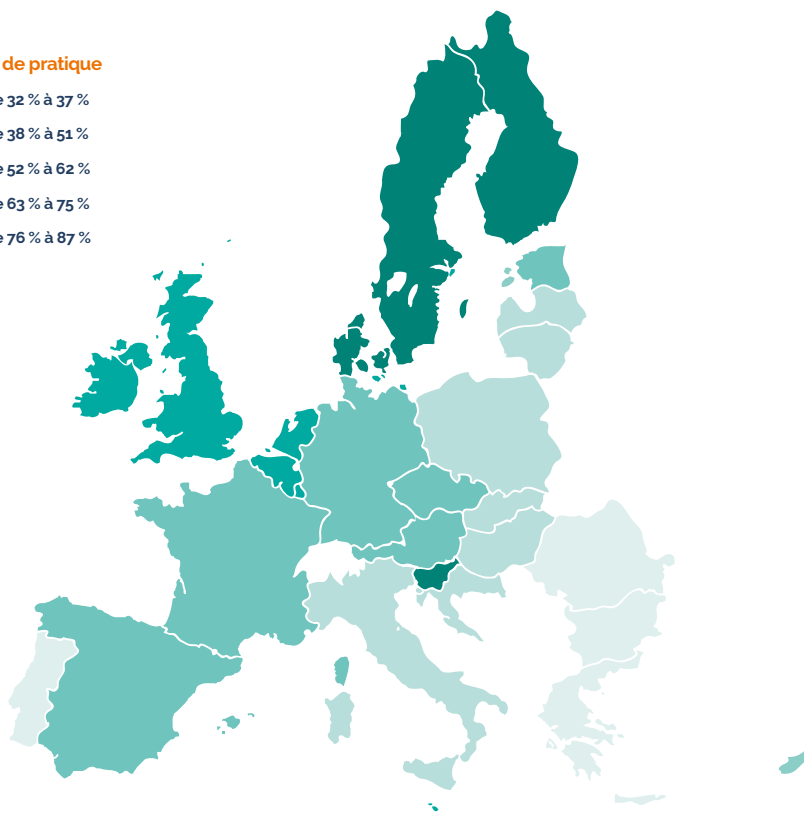 de pratique
e 32 % à 37 %
e 38 % à 51 %
e 52 % à 62 %
e 63 % à 75 %
e 76 % à 87 %